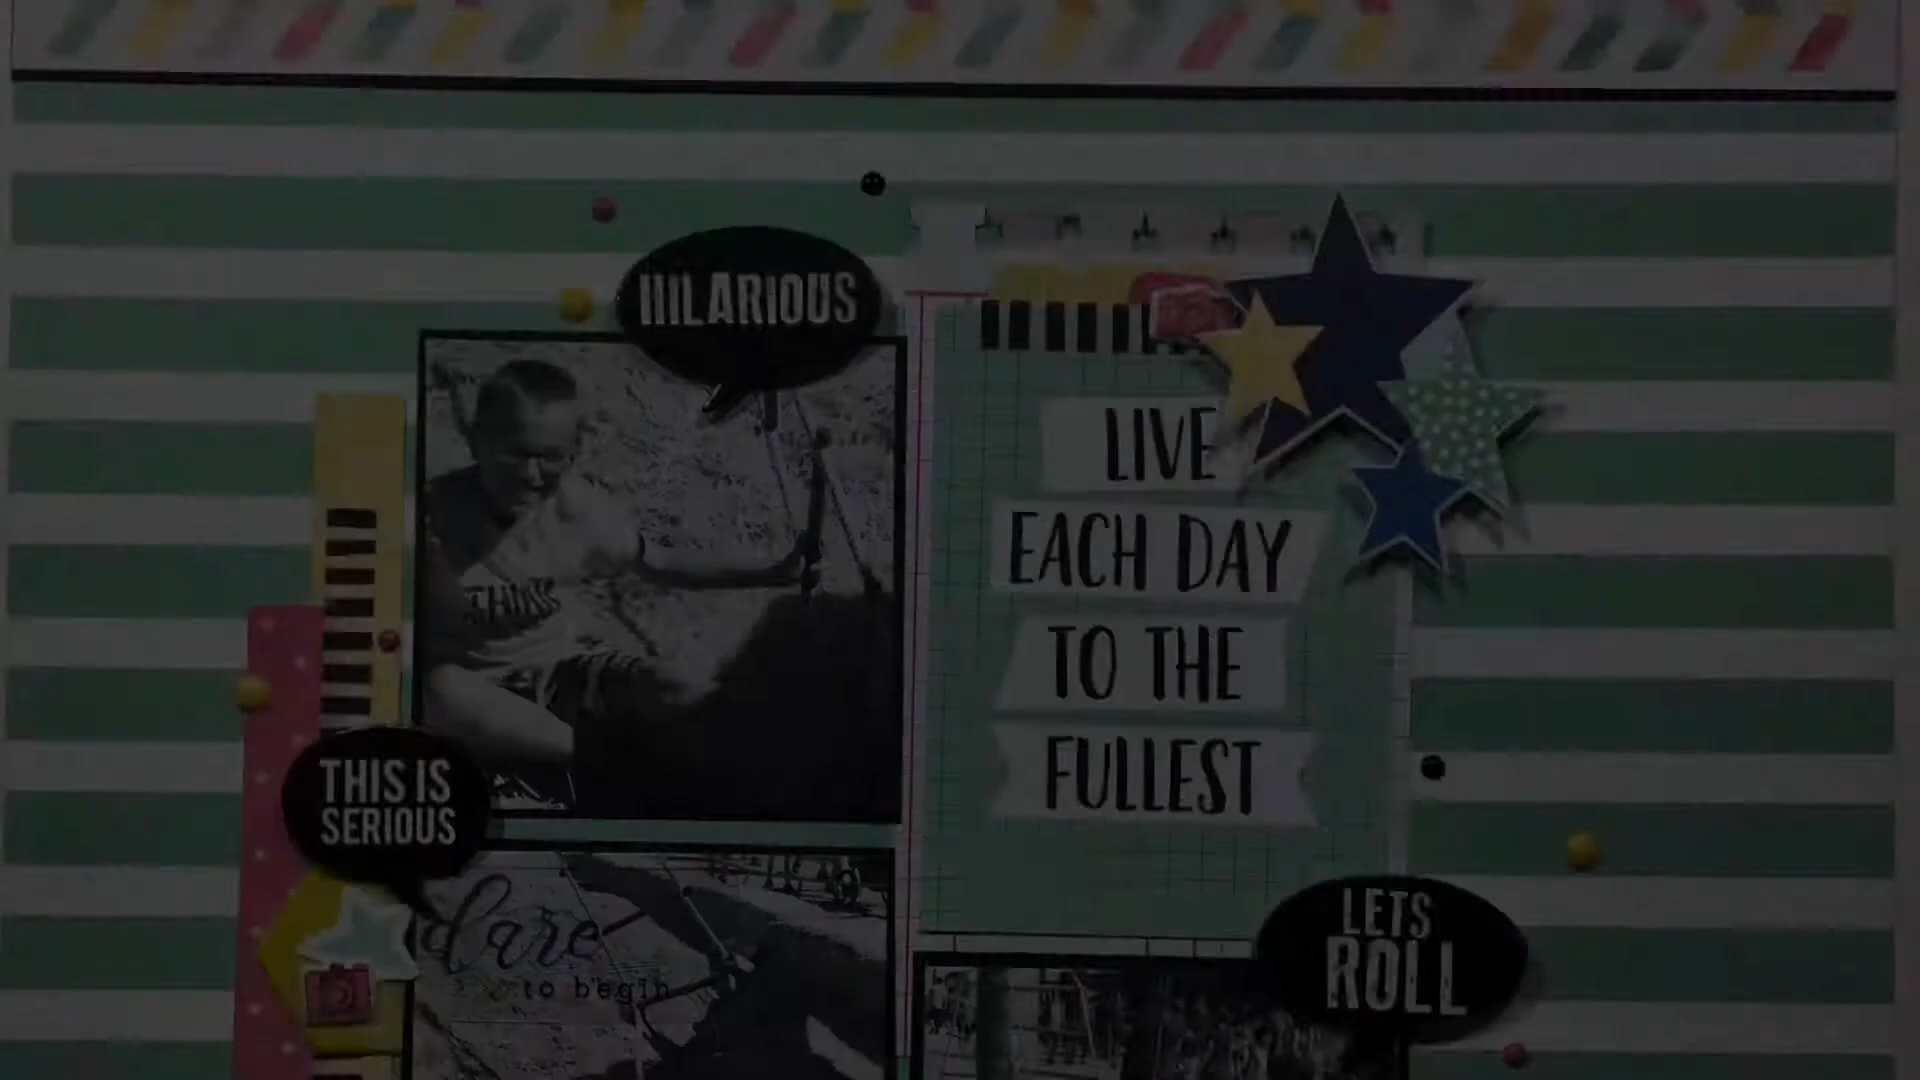 HILARIOUS
LIVE
EACH DAY
TO THE
FULLEST
THIS IS
SERIOUS
dare
to begin
LETS
ROLL